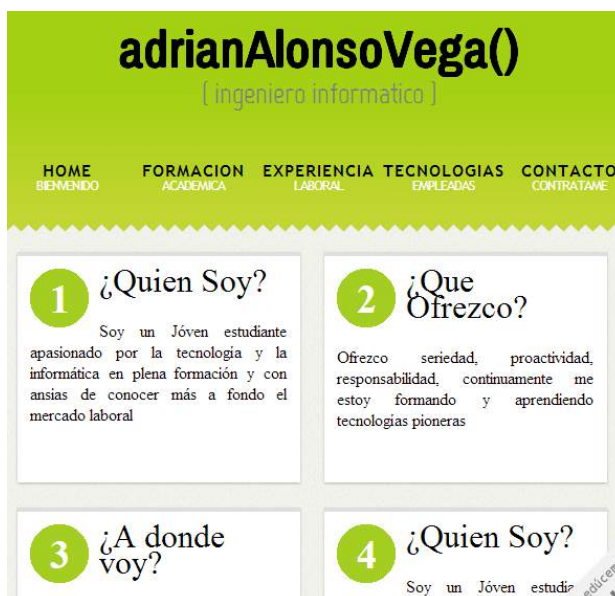 adrianAlonsoVega()
[ ingeniero informatico ]
HOME FORMACION EXPERIENCIA TECNOLOGIAS CONTACTO
BIENVENIDO ACADEMICA LABORAL EMPLEADAS CONTRATAME
1 ¿Quien Soy?
Soy un Jóven estudiante
apasionado por la tecnologia y la
informática en plena formación y con
ansias de conocer más a fondo el
mercado laboral
2 ¿Que
Ofrezco?
Ofrezco seriedad, proactividad,
responsabilidad, continuamente me
estoy formando y aprendiendo
tecnologias pioneras
3 ¿A donde
voy?
4 ¿Quien Soy?
Soy un Jóven